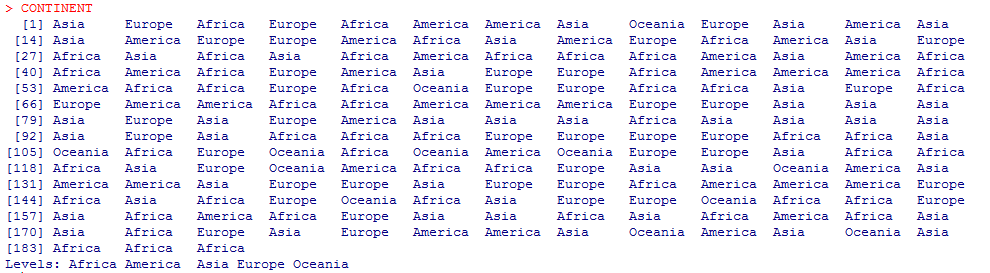 > CONTINENT
[1] Asia Europe Africa Europe Africa America America Asia Oceania Europe Asia America Asia
[14] Asia America Europe Europe America Africa Asia America Europe Africa America Asia Europe
[27] Africa Asia Africa Asia Africa America Africa Africa Africa America Asia America Africa
[40] Africa America Africa Europe America Asia Europe Europe Africa America America America Africa
[53] America Africa Africa Europe Africa Oceania Europe Europe Africa Africa Asia Europe Africa
[66] Europe America America Africa Africa America America America Europe Europe Asia Asia Asia
[79] Asia Europe Asia Europe America Asia Asia Asia Africa Asia Asia Asia Asia
[92] Asia Europe Asia Africa Africa Africa Europe Europe Europe Europe Africa Africa Asia
[105] Oceania Africa Europe Oceania Africa Oceania America Oceania Europe Europe Asia Africa Africa
[118] Africa Asia Europe Oceania America Africa Africa Europe Asia Asia Oceania America Asia
[131] America America Asia Europe Europe Asia Europe Europe Africa America America America Europe
[144] Africa Asia Africa Europe Oceania Africa Asia Europe Europe Oceania Africa Africa Europe
[157] Asia Africa America Africa Europe Asia Asia Africa Asia Africa America Africa Asia
[170] Asia Africa Europe Asia Europe America America Asia Oceania America Asia Oceania Asia
[183] Africa Africa Africa
Levels: Africa America Asia Europe Oceania